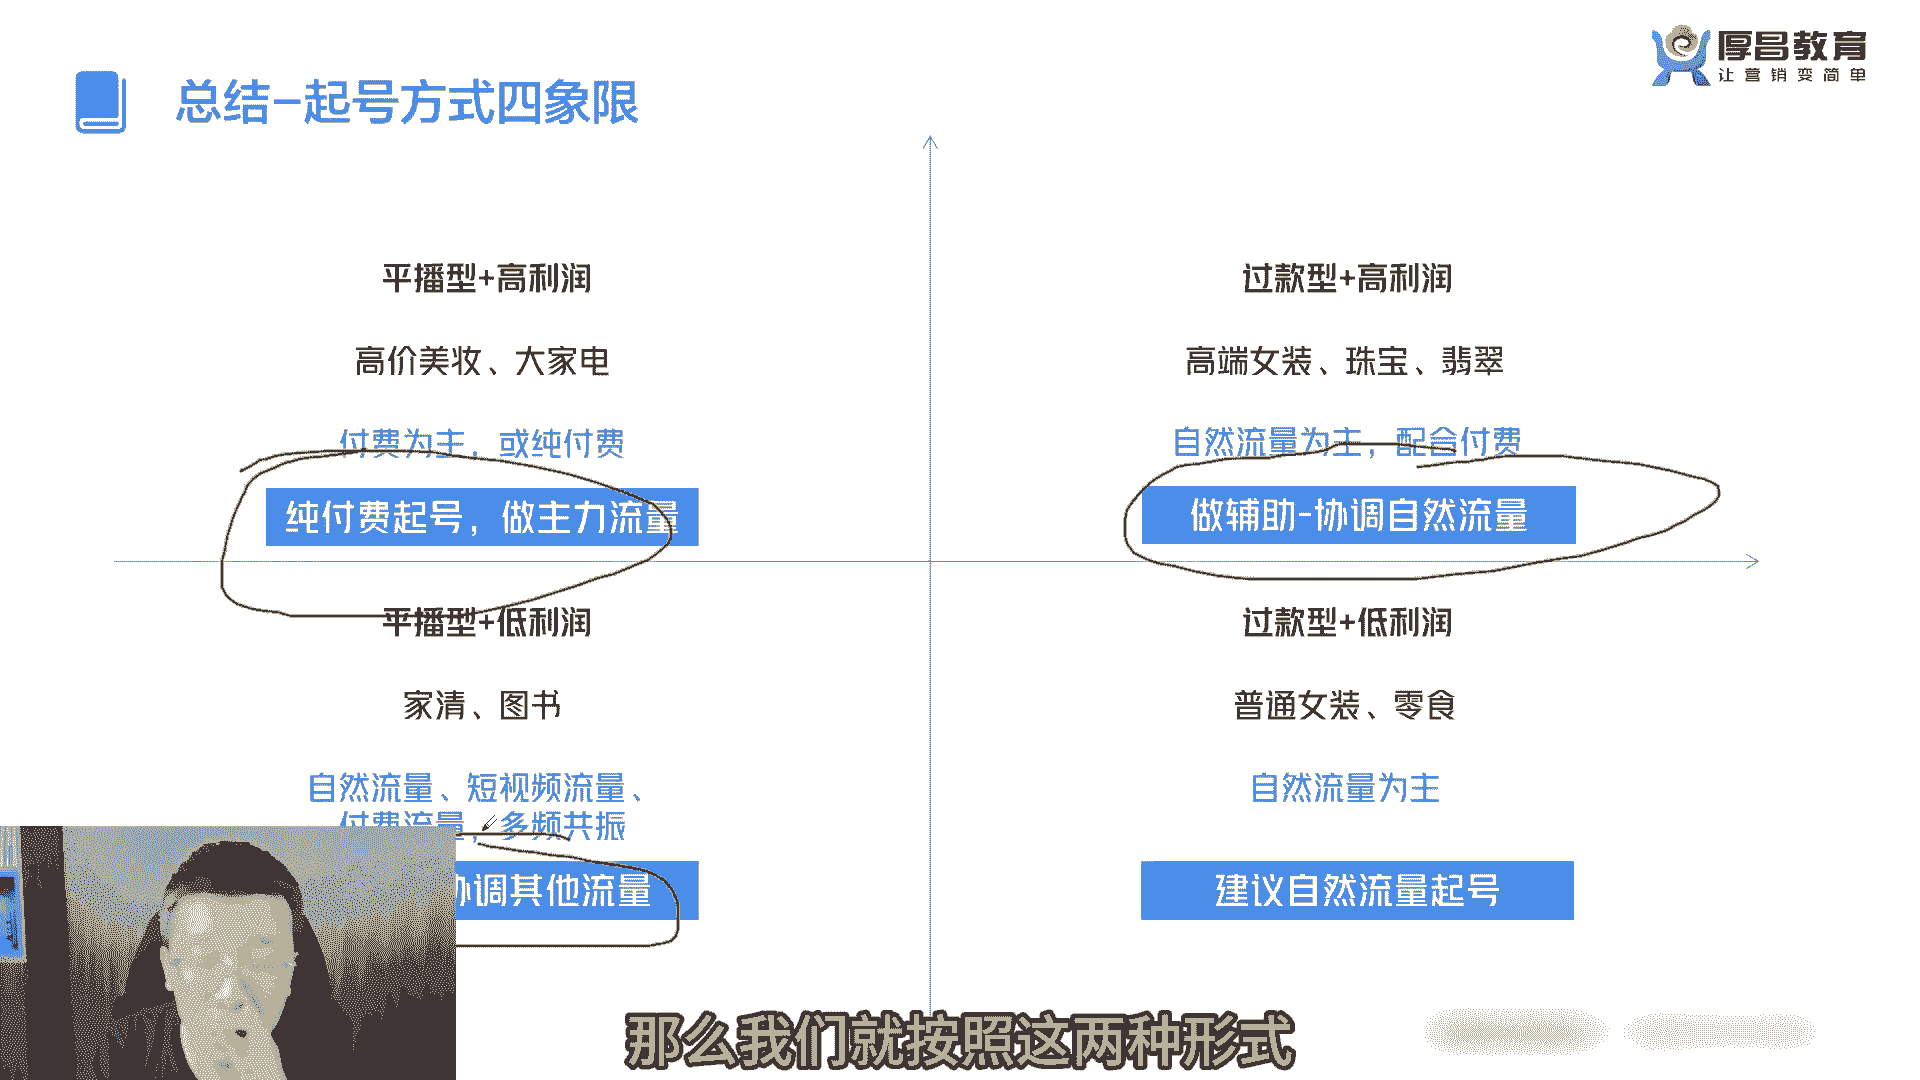 厚昌教育
让营销变简单
总结-起号方式四象限
平播型+高利润
高价美妆、大家电
付费为主，或纯付费
纯付费起号，做主力流量
过款型+高利润
高端女装、珠宝、翡翠
自然流量为主，配合付费
做辅助-协调自然流量
平播型+低利润
家清、图书
自然流量、短视频流量、
付费流量，多频共振
协调其他流量
过款型+低利润
普通女装、零食
自然流量为主
建议自然流量起号
那么我们就按照这两种形式